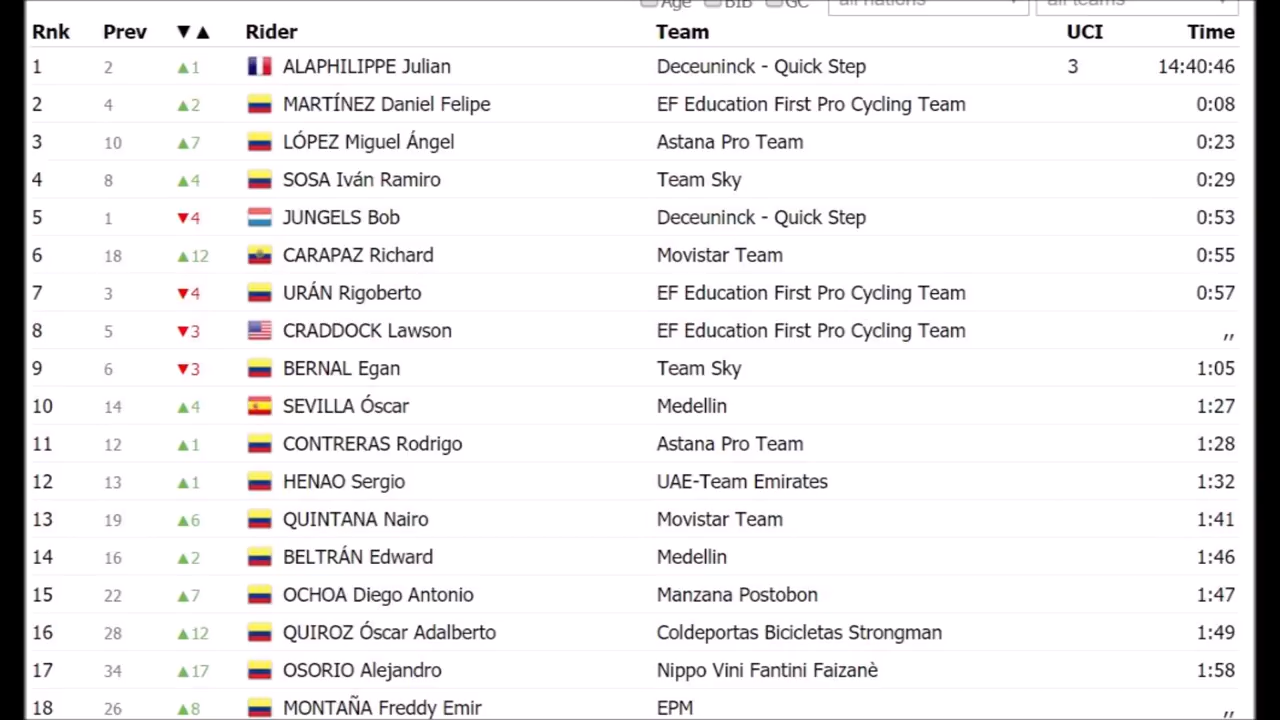 Age BIB GC all nations all teams
Rnk Prev ▼▲ Rider Team UCI Time
1 2 ▲1 ALAPHILIPPE Julian Deceuninck - Quick Step 3 14:40:46
2 4 ▲2 MARTÍNEZ Daniel Felipe EF Education First Pro Cycling Team 0:08
3 10 ▲7 LÓPEZ Miguel Ángel Astana Pro Team 0:23
4 8 ▲4 SOSA Iván Ramiro Team Sky 0:29
5 1 ▼4 JUNGELS Bob Deceuninck - Quick Step 0:53
6 18 ▲12 CARAPAZ Richard Movistar Team 0:55
7 3 ▼4 URÁN Rigoberto EF Education First Pro Cycling Team 0:57
8 5 ▼3 CRADDOCK Lawson EF Education First Pro Cycling Team ,,
9 6 ▼3 BERNAL Egan Team Sky 1:05
10 14 ▲4 SEVILLA Óscar Medellin 1:27
11 12 ▲1 CONTRERAS Rodrigo Astana Pro Team 1:28
12 13 ▲1 HENAO Sergio UAE-Team Emirates 1:32
13 19 ▲6 QUINTANA Nairo Movistar Team 1:41
14 16 ▲2 BELTRÁN Edward Medellin 1:46
15 22 ▲7 OCHOA Diego Antonio Manzana Postobon 1:47
16 28 ▲12 QUIROZ Óscar Adalberto Coldeportas Bicicletas Strongman 1:49
17 34 ▲17 OSORIO Alejandro Nippo Vini Fantini Faizanè 1:58
18 26 ▲8 MONTAÑA Freddy Emir EPM ,,